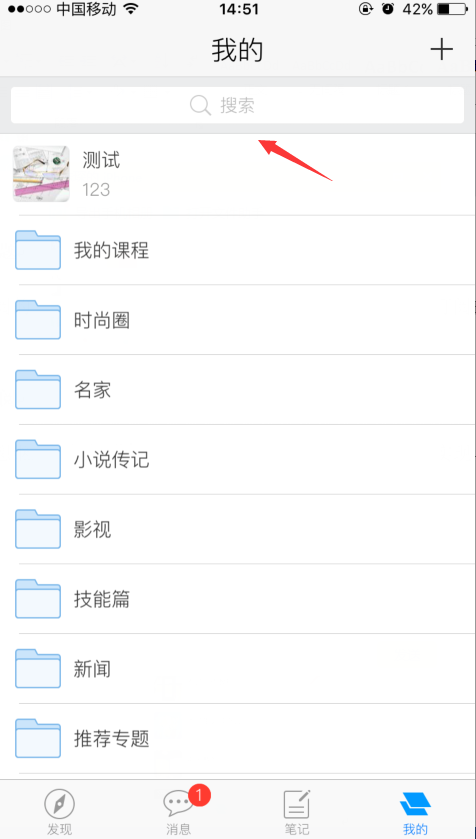 中国移动 14:51 42%
我的
搜索
测试
123
我的课程
时尚圈
名家
小说传记
影视
技能篇
新闻
推荐专题
1
发现 消息 笔记 我的